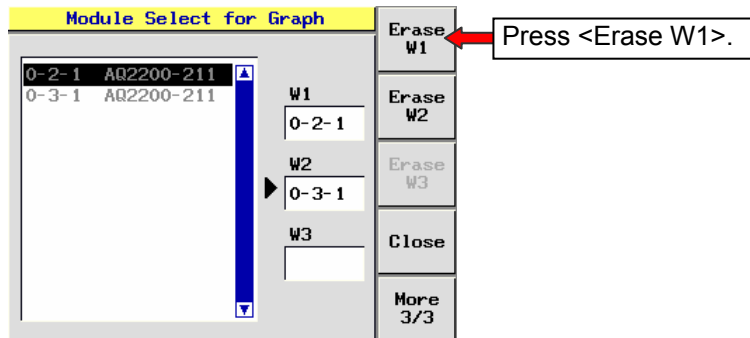 Module Select for Graph
0-2-1 AQ2200-211
0-3-1 AQ2200-211
W1
0-2-1
W2
0-3-1
W3
Erase
W1
Erase
W2
Erase
W3
Close
More
3/3
Press <Erase W1>.